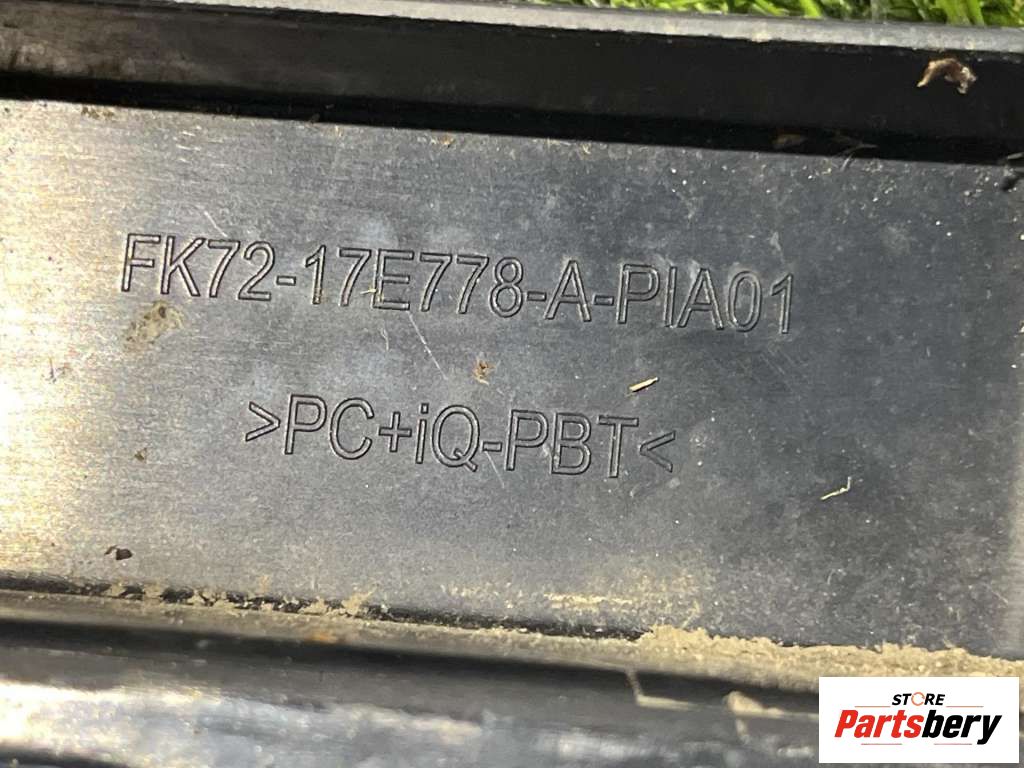 FK72-17E778-A-PIA01
>PC+iQ-PBT<
STORE
Partsbery